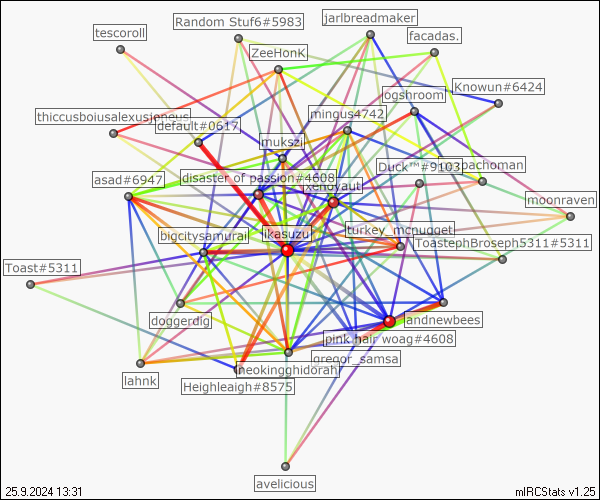 jarlbreadmaker
Random Stuf6#5983
tescoroll
facadas.
ZeeHonK
Knowun#6424
ogshroom
thiccusboiusalexusjongus
mingus4742
default#0617
mukszi
Duck™#9103
pachoman
asad#6947
disaster of passion#4608
xenoyaut
moonraven
bigcitysamurai
ikasuzu
turkey_mcnugget
ToastephBroseph5311#5311
Toast#5311
doggerdig
landnewbees
pink hair woag#4608
gregor_samsa
neokingghidorah
lahnk
Heighleaigh#8575
avelicious
25.9.2024 13:31
mIRCStats v1.25